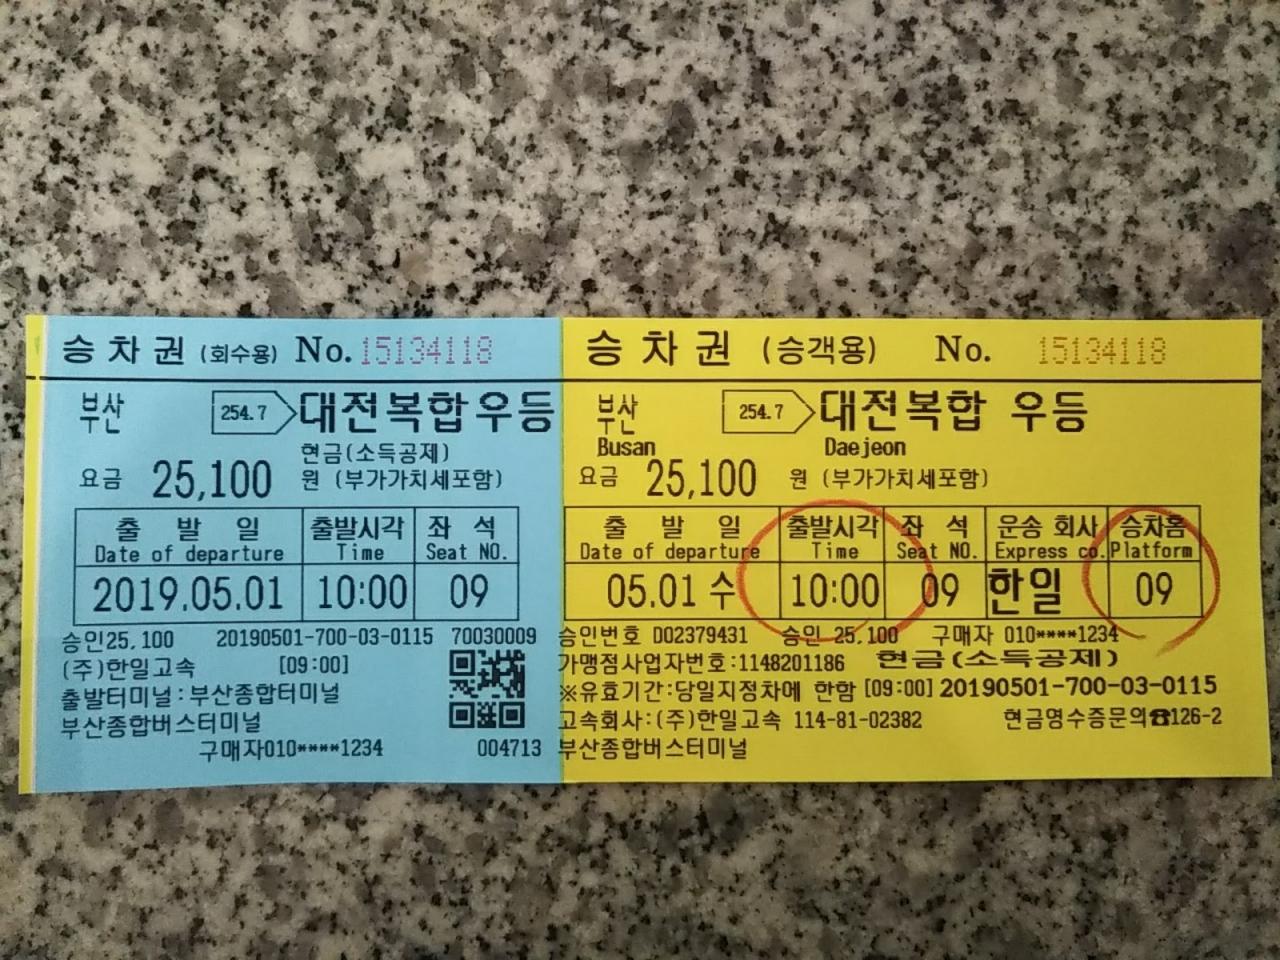 승차권 (회수용) No. 15134118
부산 254.7 대전복합 우등
현금(소득공제)
요금 25,100 원 (부가가치세포함)
출 발 일 출발시각 좌 석
Date of departure Time Seat NO.
2019.05.01 10:00 09
승인25,100 20190501-700-03-0115 70030009
(주)한일고속 [09:00]
출발터미널:부산종합터미널
부산종합버스터미널
구매자010****1234 004713
승차권 (승객용) No. 15134118
부산 254.7 대전복합 우등
Busan Daejeon
요금 25,100 원 (부가가치세포함)
출 발 일 출발시각 좌 석 운송 회사 승차홈
Date of departure Time Seat NO. Express co. Platform
05.01 수 10:00 09 한일 09
승인번호 D02379431 승인 25,100 구매자 010****1234
가맹점사업자번호:1148201186 현금(소득공제)
※유효기간:당일지정차에 한함 [09:00] 20190501-700-03-0115
고속회사:(주)한일고속 114-81-02382 현금영수증문의☎126-2
부산종합버스터미널